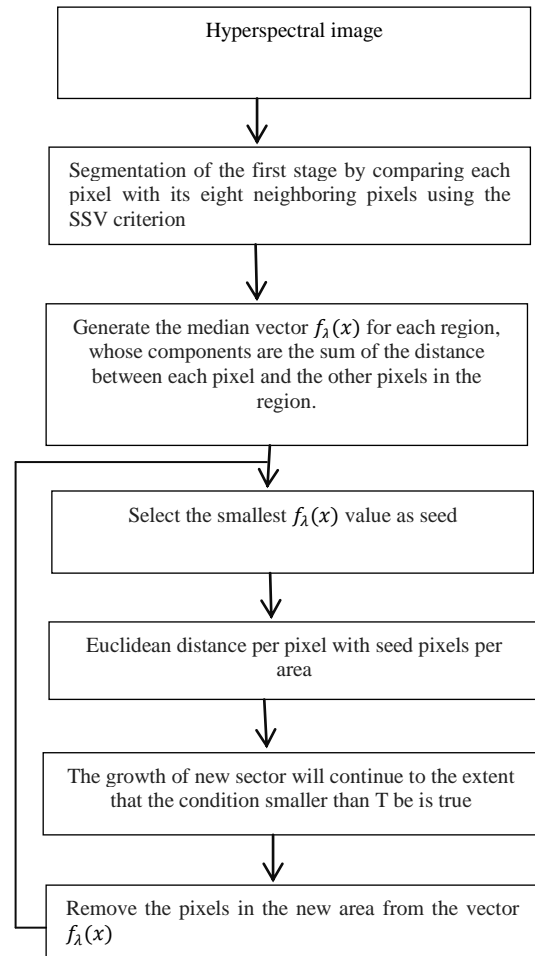 Hyperspectral image
Segmentation of the first stage by comparing each
pixel with its eight neighboring pixels using the
SSV criterion
Generate the median vector 𝑓𝜆(𝑥) for each region,
whose components are the sum of the distance
between each pixel and the other pixels in the
region.
Select the smallest 𝑓𝜆(𝑥) value as seed
Euclidean distance per pixel with seed pixels per
area
The growth of new sector will continue to the extent
that the condition smaller than T be is true
Remove the pixels in the new area from the vector
𝑓𝜆(𝑥)